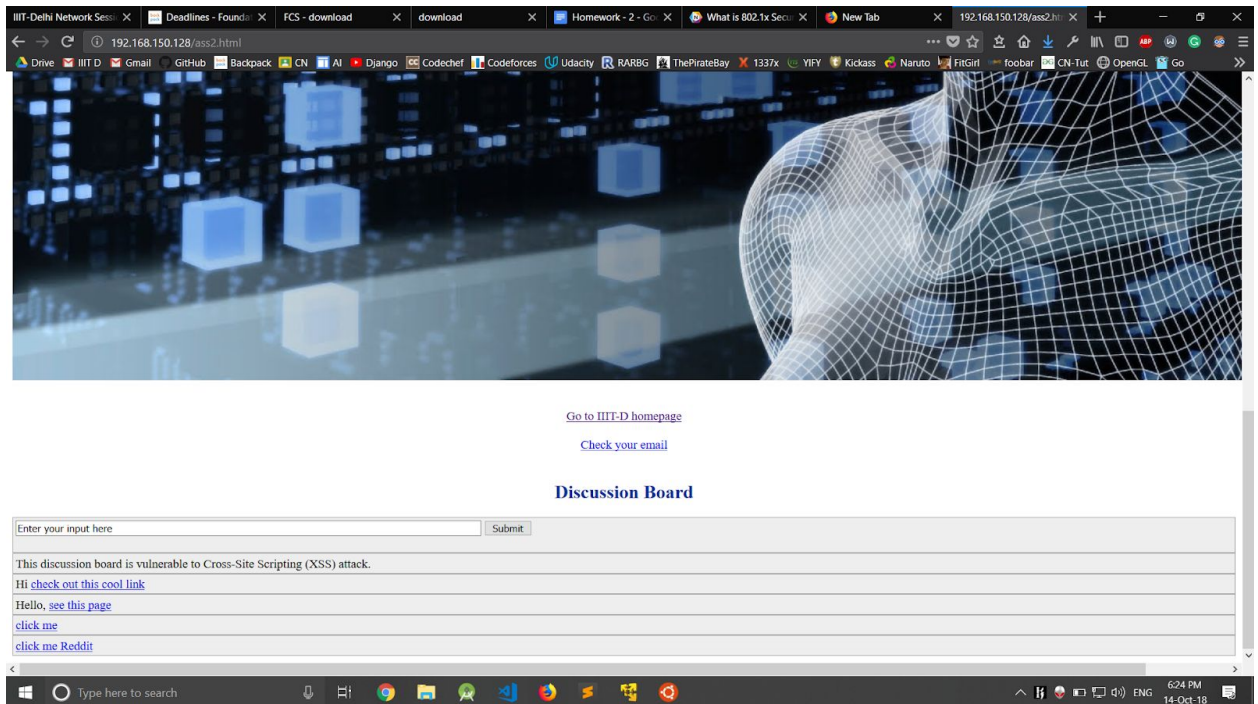 IIIT-Delhi Network Sessi
Deadlines - Foundat
FCS - download
download
Homework - 2 - Goo
What is 802.1x Secur
New Tab
192.168.150.128/ass2.htm
192.168.150.128/ass2.html
Drive
IIIT D
Gmail
GitHub
Backpack
CN
AI
Django
Codechef
Codeforces
Udacity
RARBG
ThePirateBay
1337x
YIFY
Kickass
Naruto
FitGirl
foobar
CN-Tut
OpenGL
Go
Go to IIIT-D homepage
Check your email
Discussion Board
Enter your input here
Submit
This discussion board is vulnerable to Cross-Site Scripting (XSS) attack.
Hi check out this cool link
Hello, see this page
click me
click me Reddit
Type here to search
ENG
6:24 PM
14-Oct-18